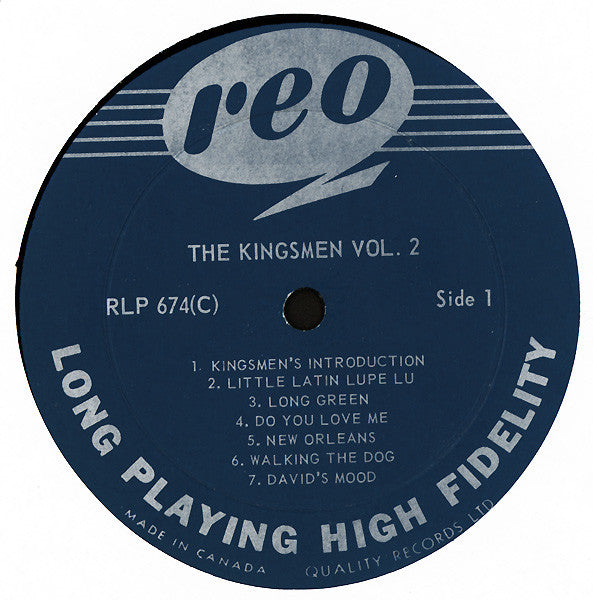 reo
THE KINGSMEN VOL. 2
RLP 674(C)
Side 1
1. KINGSMEN'S INTRODUCTION
2. LITTLE LATIN LUPE LU
3. LONG GREEN
4. DO YOU LOVE ME
5. NEW ORLEANS
6. WALKING THE DOG
7. DAVID'S MOOD
LONG PLAYING HIGH FIDELITY
MADE IN CANADA
QUALITY RECORDS LTD